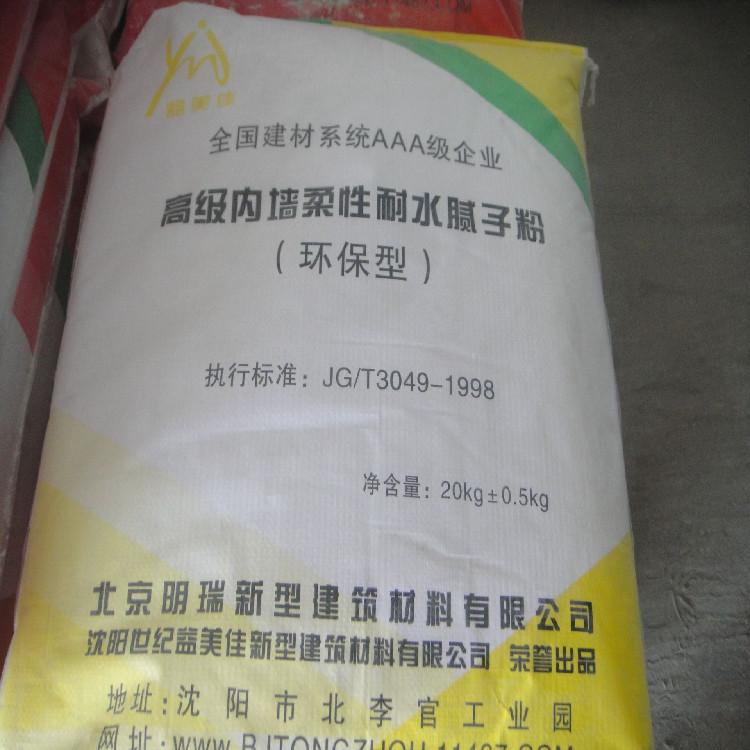 益美佳
全国建材系统AAA级企业
高级内墙柔性耐水腻子粉
(环保型)
执行标准：JG/T3049-1998
净含量：20kg±0.5kg
北京明瑞新型建筑材料有限公司
沈阳世纪益美佳新型建筑材料有限公司 荣誉出品
地址：沈阳市北李官工业园